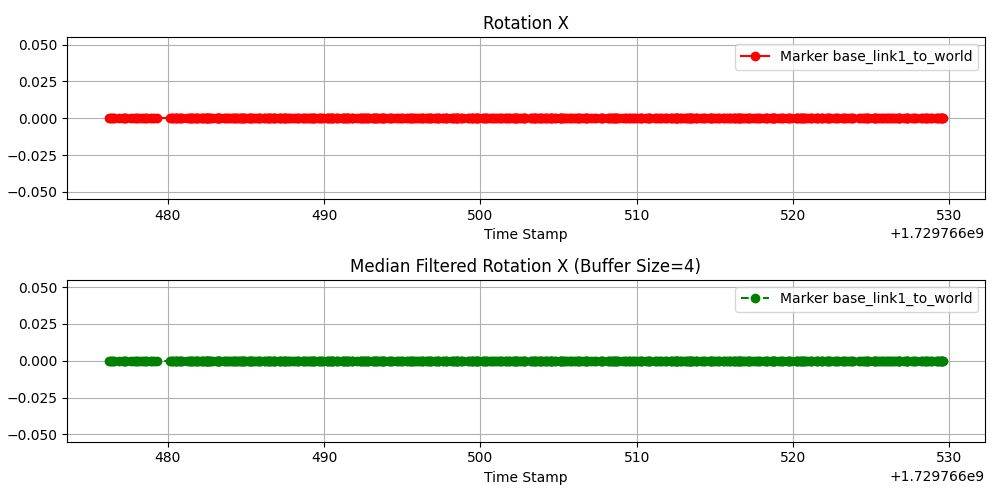 Rotation X
0.050
0.025
0.000
−0.025
−0.050
Marker base_link1_to_world
480 490 500 510 520 530
Time Stamp
+1.729766e9
Median Filtered Rotation X (Buffer Size=4)
0.050
0.025
0.000
−0.025
−0.050
Marker base_link1_to_world
480 490 500 510 520 530
Time Stamp
+1.729766e9